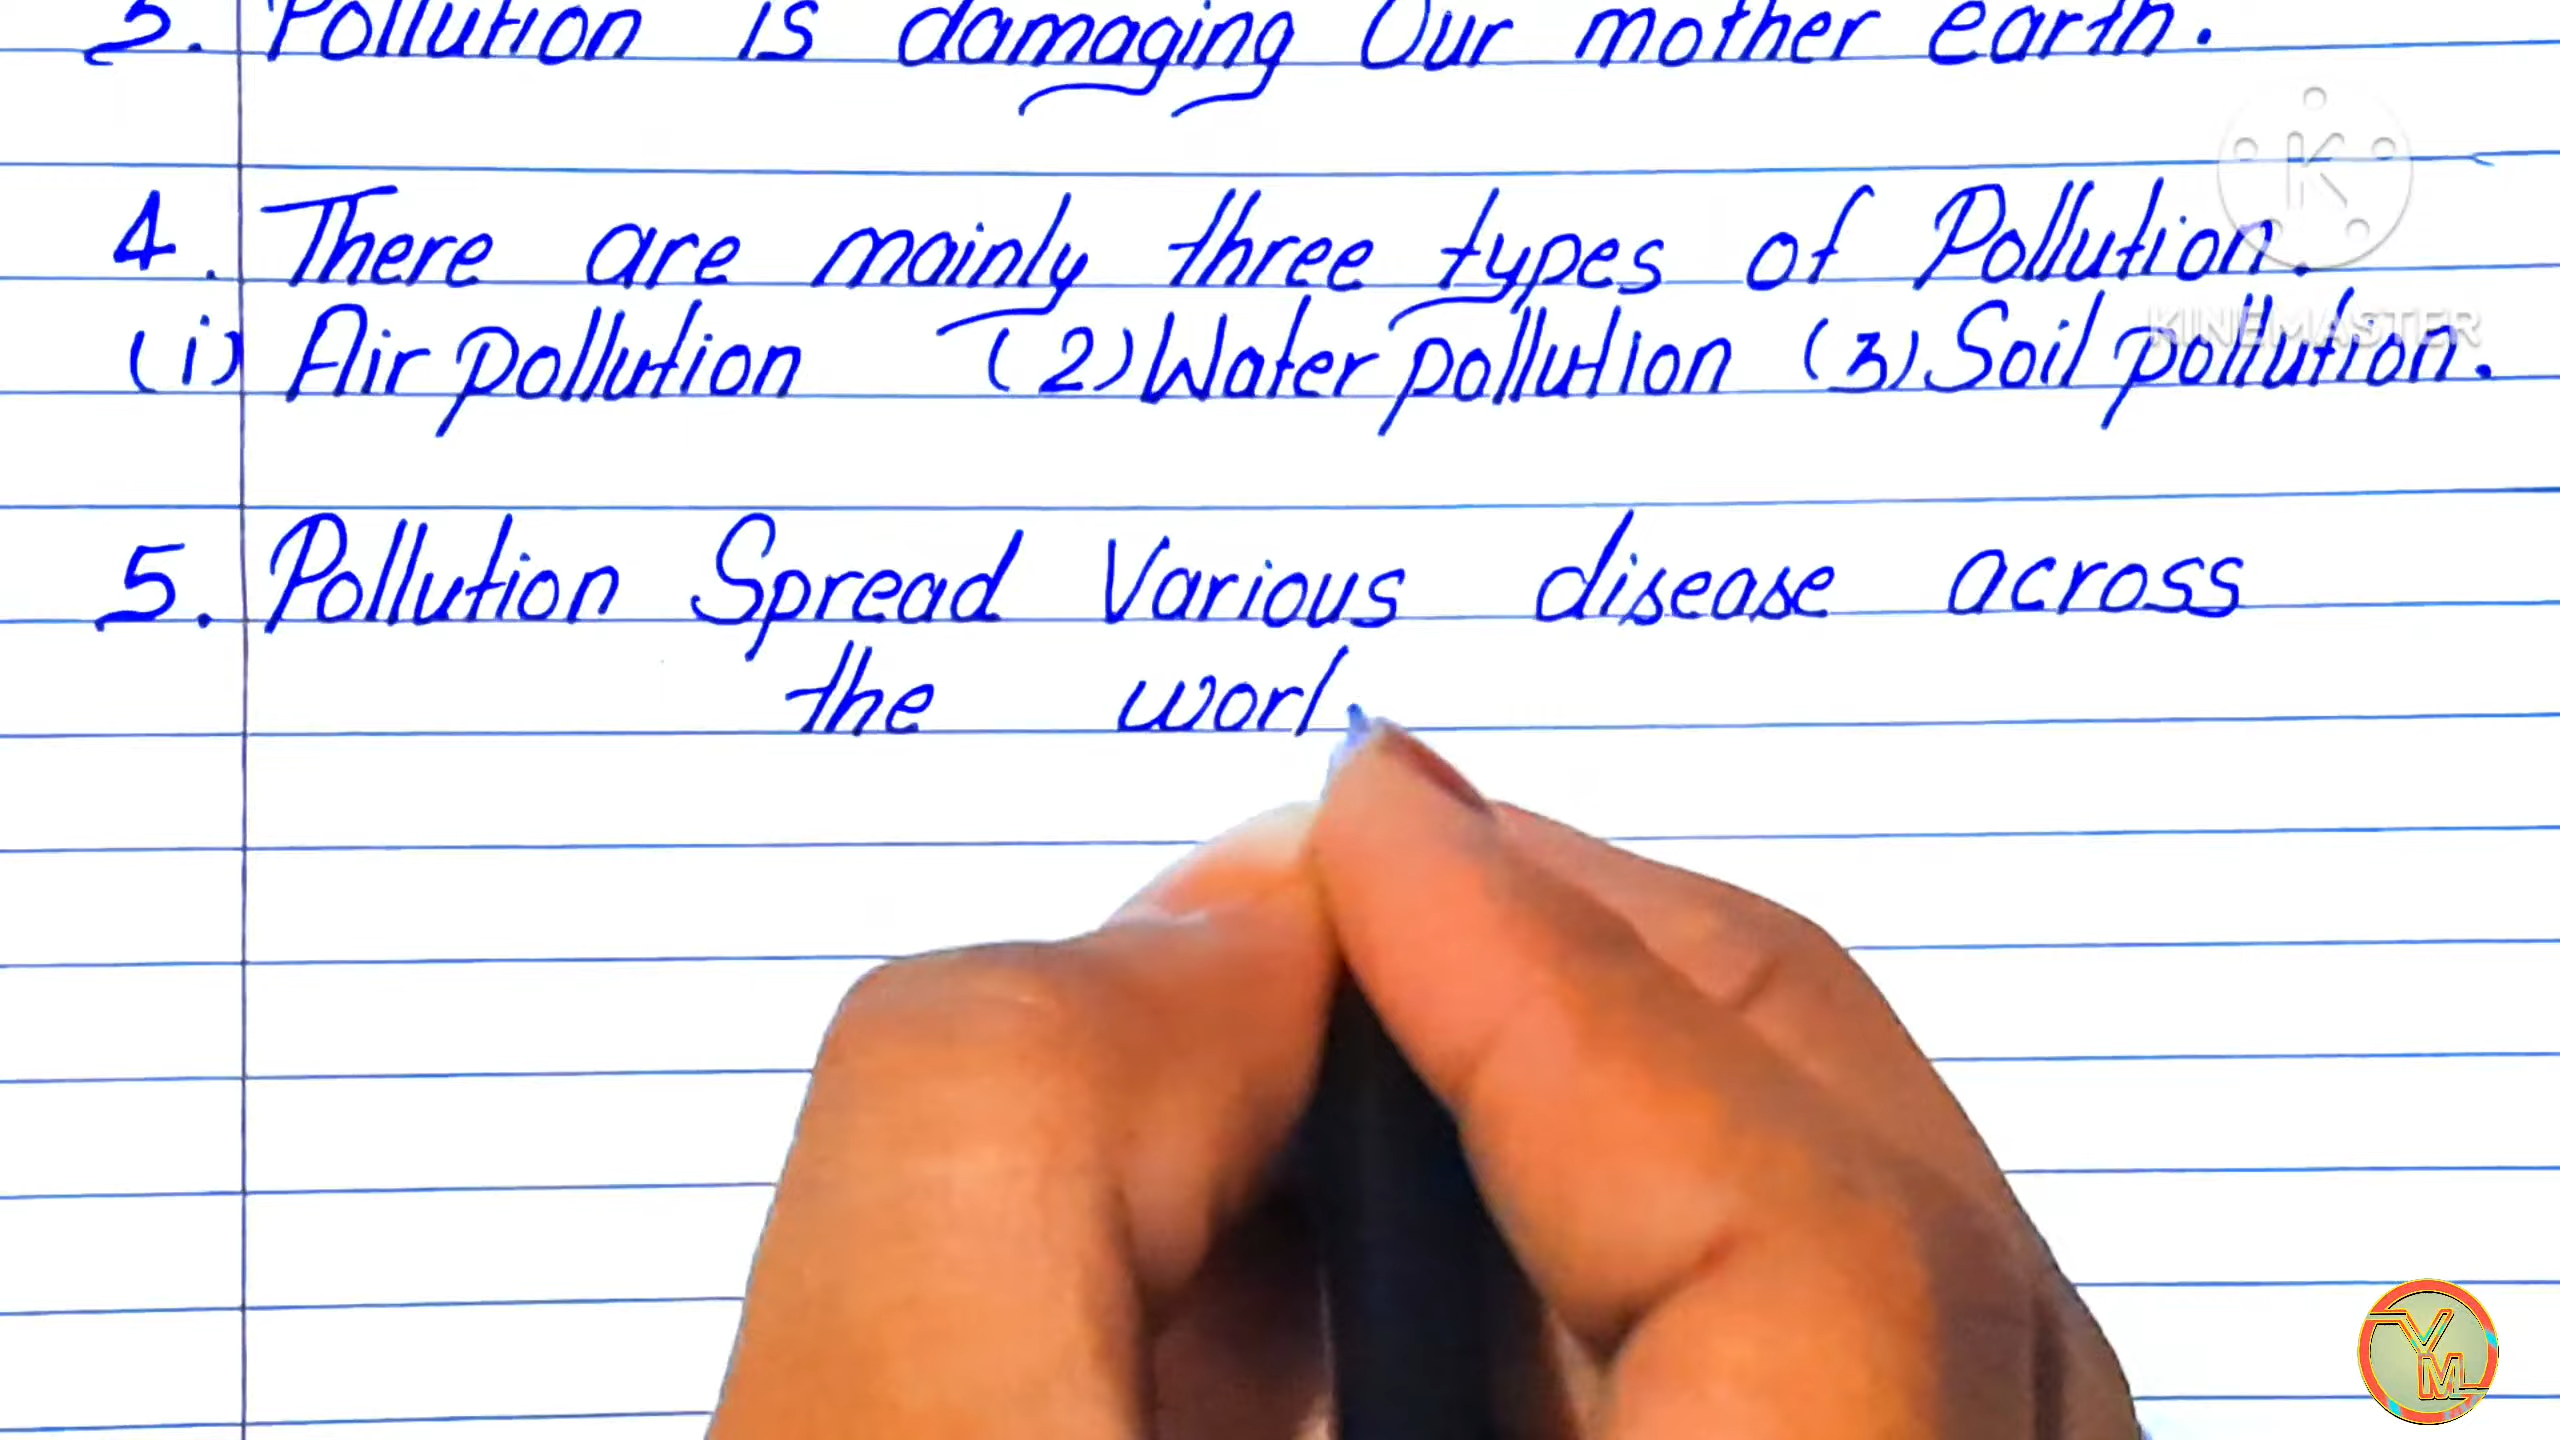 3. Pollution is damaging Our mother earth.
4. There are mainly three types of Pollution.
(i) Air pollution (2) Water pollution (3) Soil pollution.
5. Pollution Spread Various disease across
the worl
K
KINEMASTER
VM